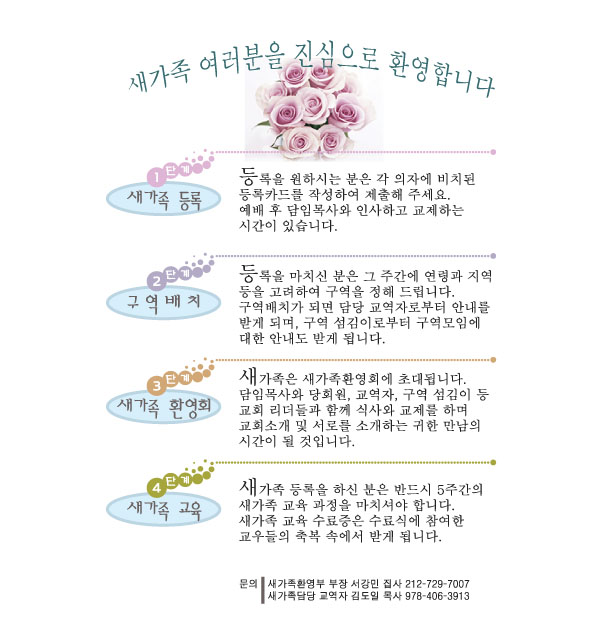 새가족 여러분을 진심으로 환영합니다
1단계
새가족 등록
등록을 원하시는 분은 각 의자에 비치된
등록카드를 작성하여 제출해 주세요.
예배 후 담임목사와 인사하고 교제하는
시간이 있습니다.
2단계
구역배치
등록을 마치신 분은 그 주간에 연령과 지역
등을 고려하여 구역을 정해 드립니다.
구역배치가 되면 담당 교역자로부터 안내를
받게 되며, 구역 섬김이로부터 구역모임에
대한 안내도 받게 됩니다.
3단계
새가족 환영회
새가족은 새가족환영회에 초대됩니다.
담임목사와 당회원, 교역자, 구역 섬김이 등
교회 리더들과 함께 식사와 교제를 하며
교회소개 및 서로를 소개하는 귀한 만남의
시간이 될 것입니다.
4단계
새가족 교육
새가족 등록을 하신 분은 반드시 5주간의
새가족 교육 과정을 마치셔야 합니다.
새가족 교육 수료증은 수료식에 참여한
교우들의 축복 속에서 받게 됩니다.
문의 새가족환영부 부장 서강민 집사 212-729-7007
새가족담당 교역자 김도일 목사 978-406-3913